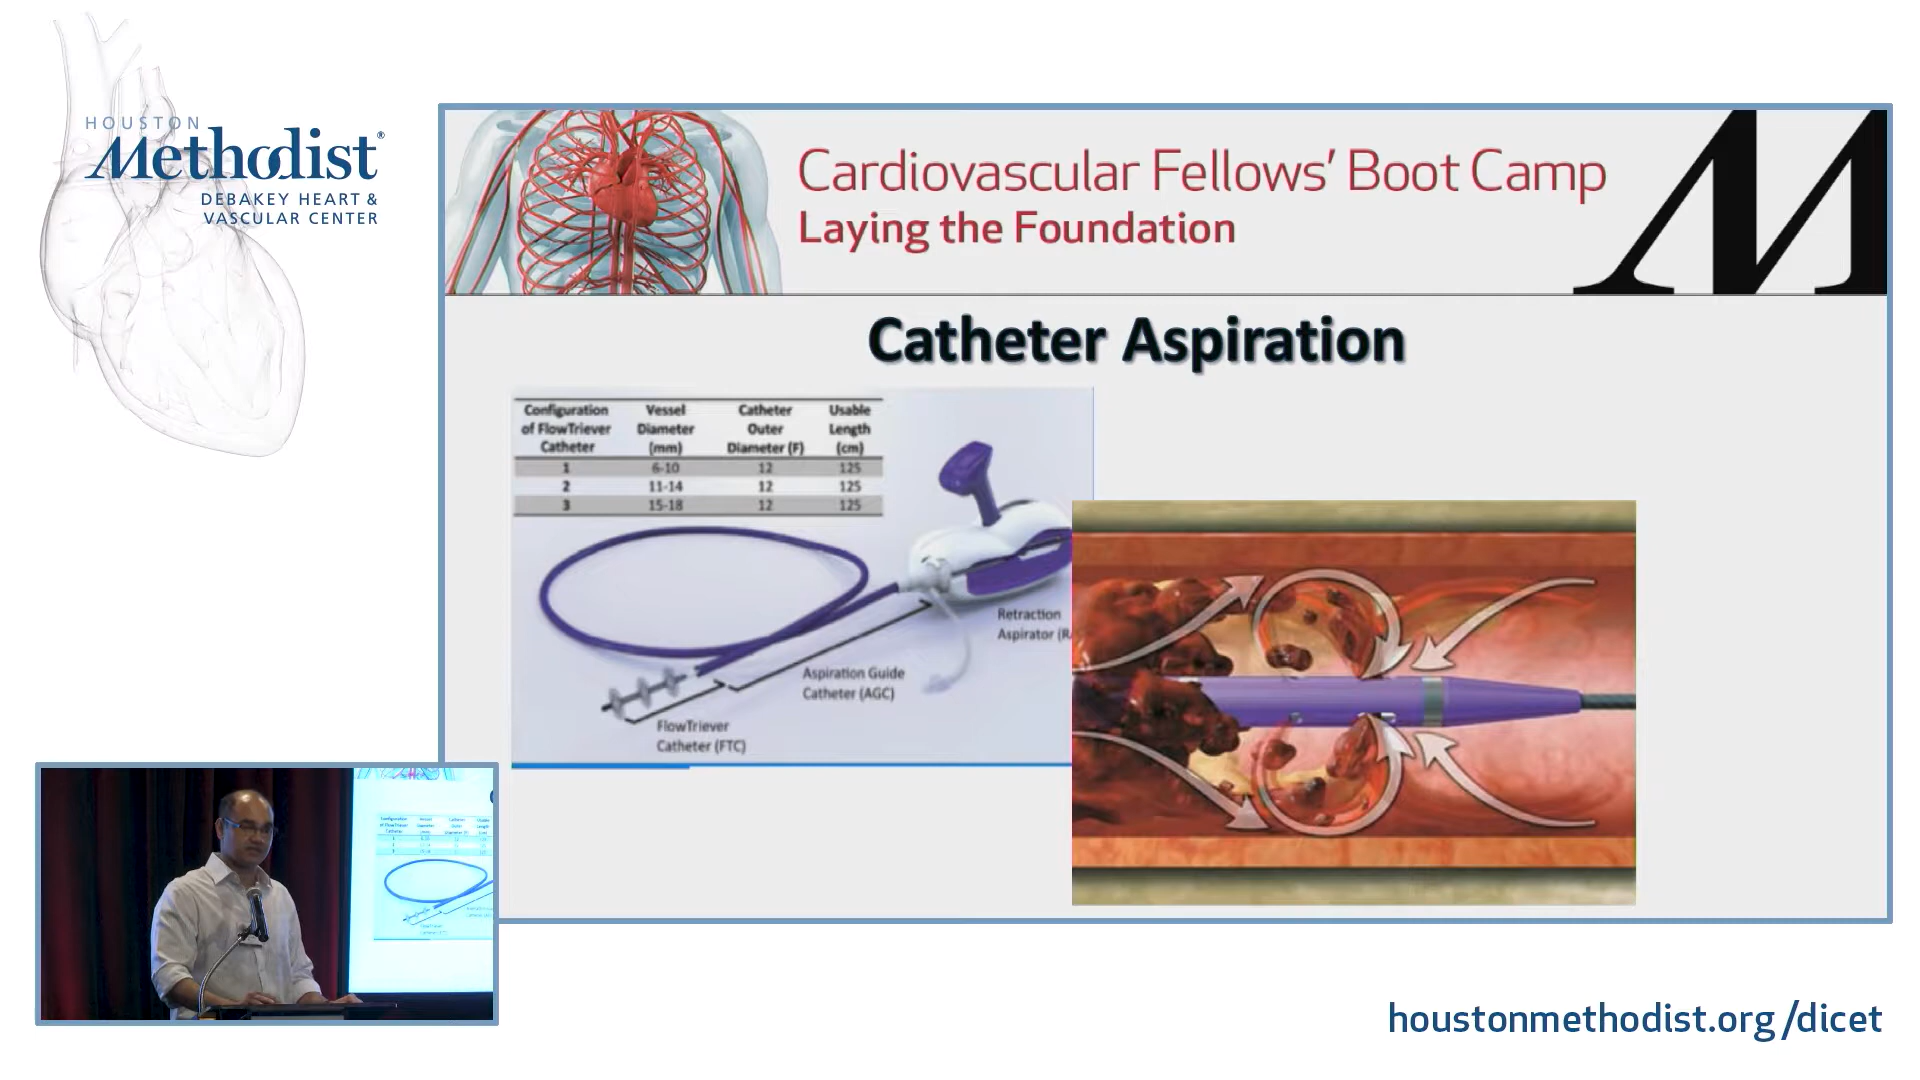 HOUSTON
Methodist®
DEBAKEY HEART &
VASCULAR CENTER
Cardiovascular Fellows' Boot Camp
Laying the Foundation
M
Catheter Aspiration
Configuration of FlowTriever Catheter Vessel Diameter (mm) Catheter Outer Diameter (F) Usable Length (cm)
1 6-10 12 125
2 11-14 12 125
3 15-18 12 125
Retraction
Aspirator (R
Aspiration Guide
Catheter (AGC)
FlowTriever
Catheter (FTC)
houstonmethodist.org/dicet